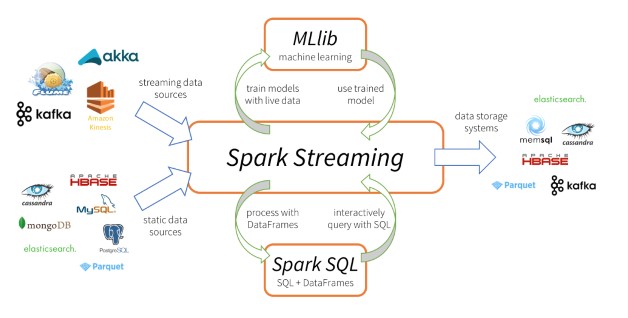 MLlib
machine learning
akka
FLUME
kafka
Amazon
Kinesis
streaming data
sources
train models
with live data
use trained
model
data storage
systems
elasticsearch.
memsql
cassandra
APACHE
HBASE
Parquet
kafka
Spark Streaming
APACHE
HBASE
cassandra
MySQL
mongoDB
PostgreSQL
elasticsearch.
Parquet
static data
sources
process with
DataFrames
interactively
query with SQL
Spark SQL
SQL + DataFrames